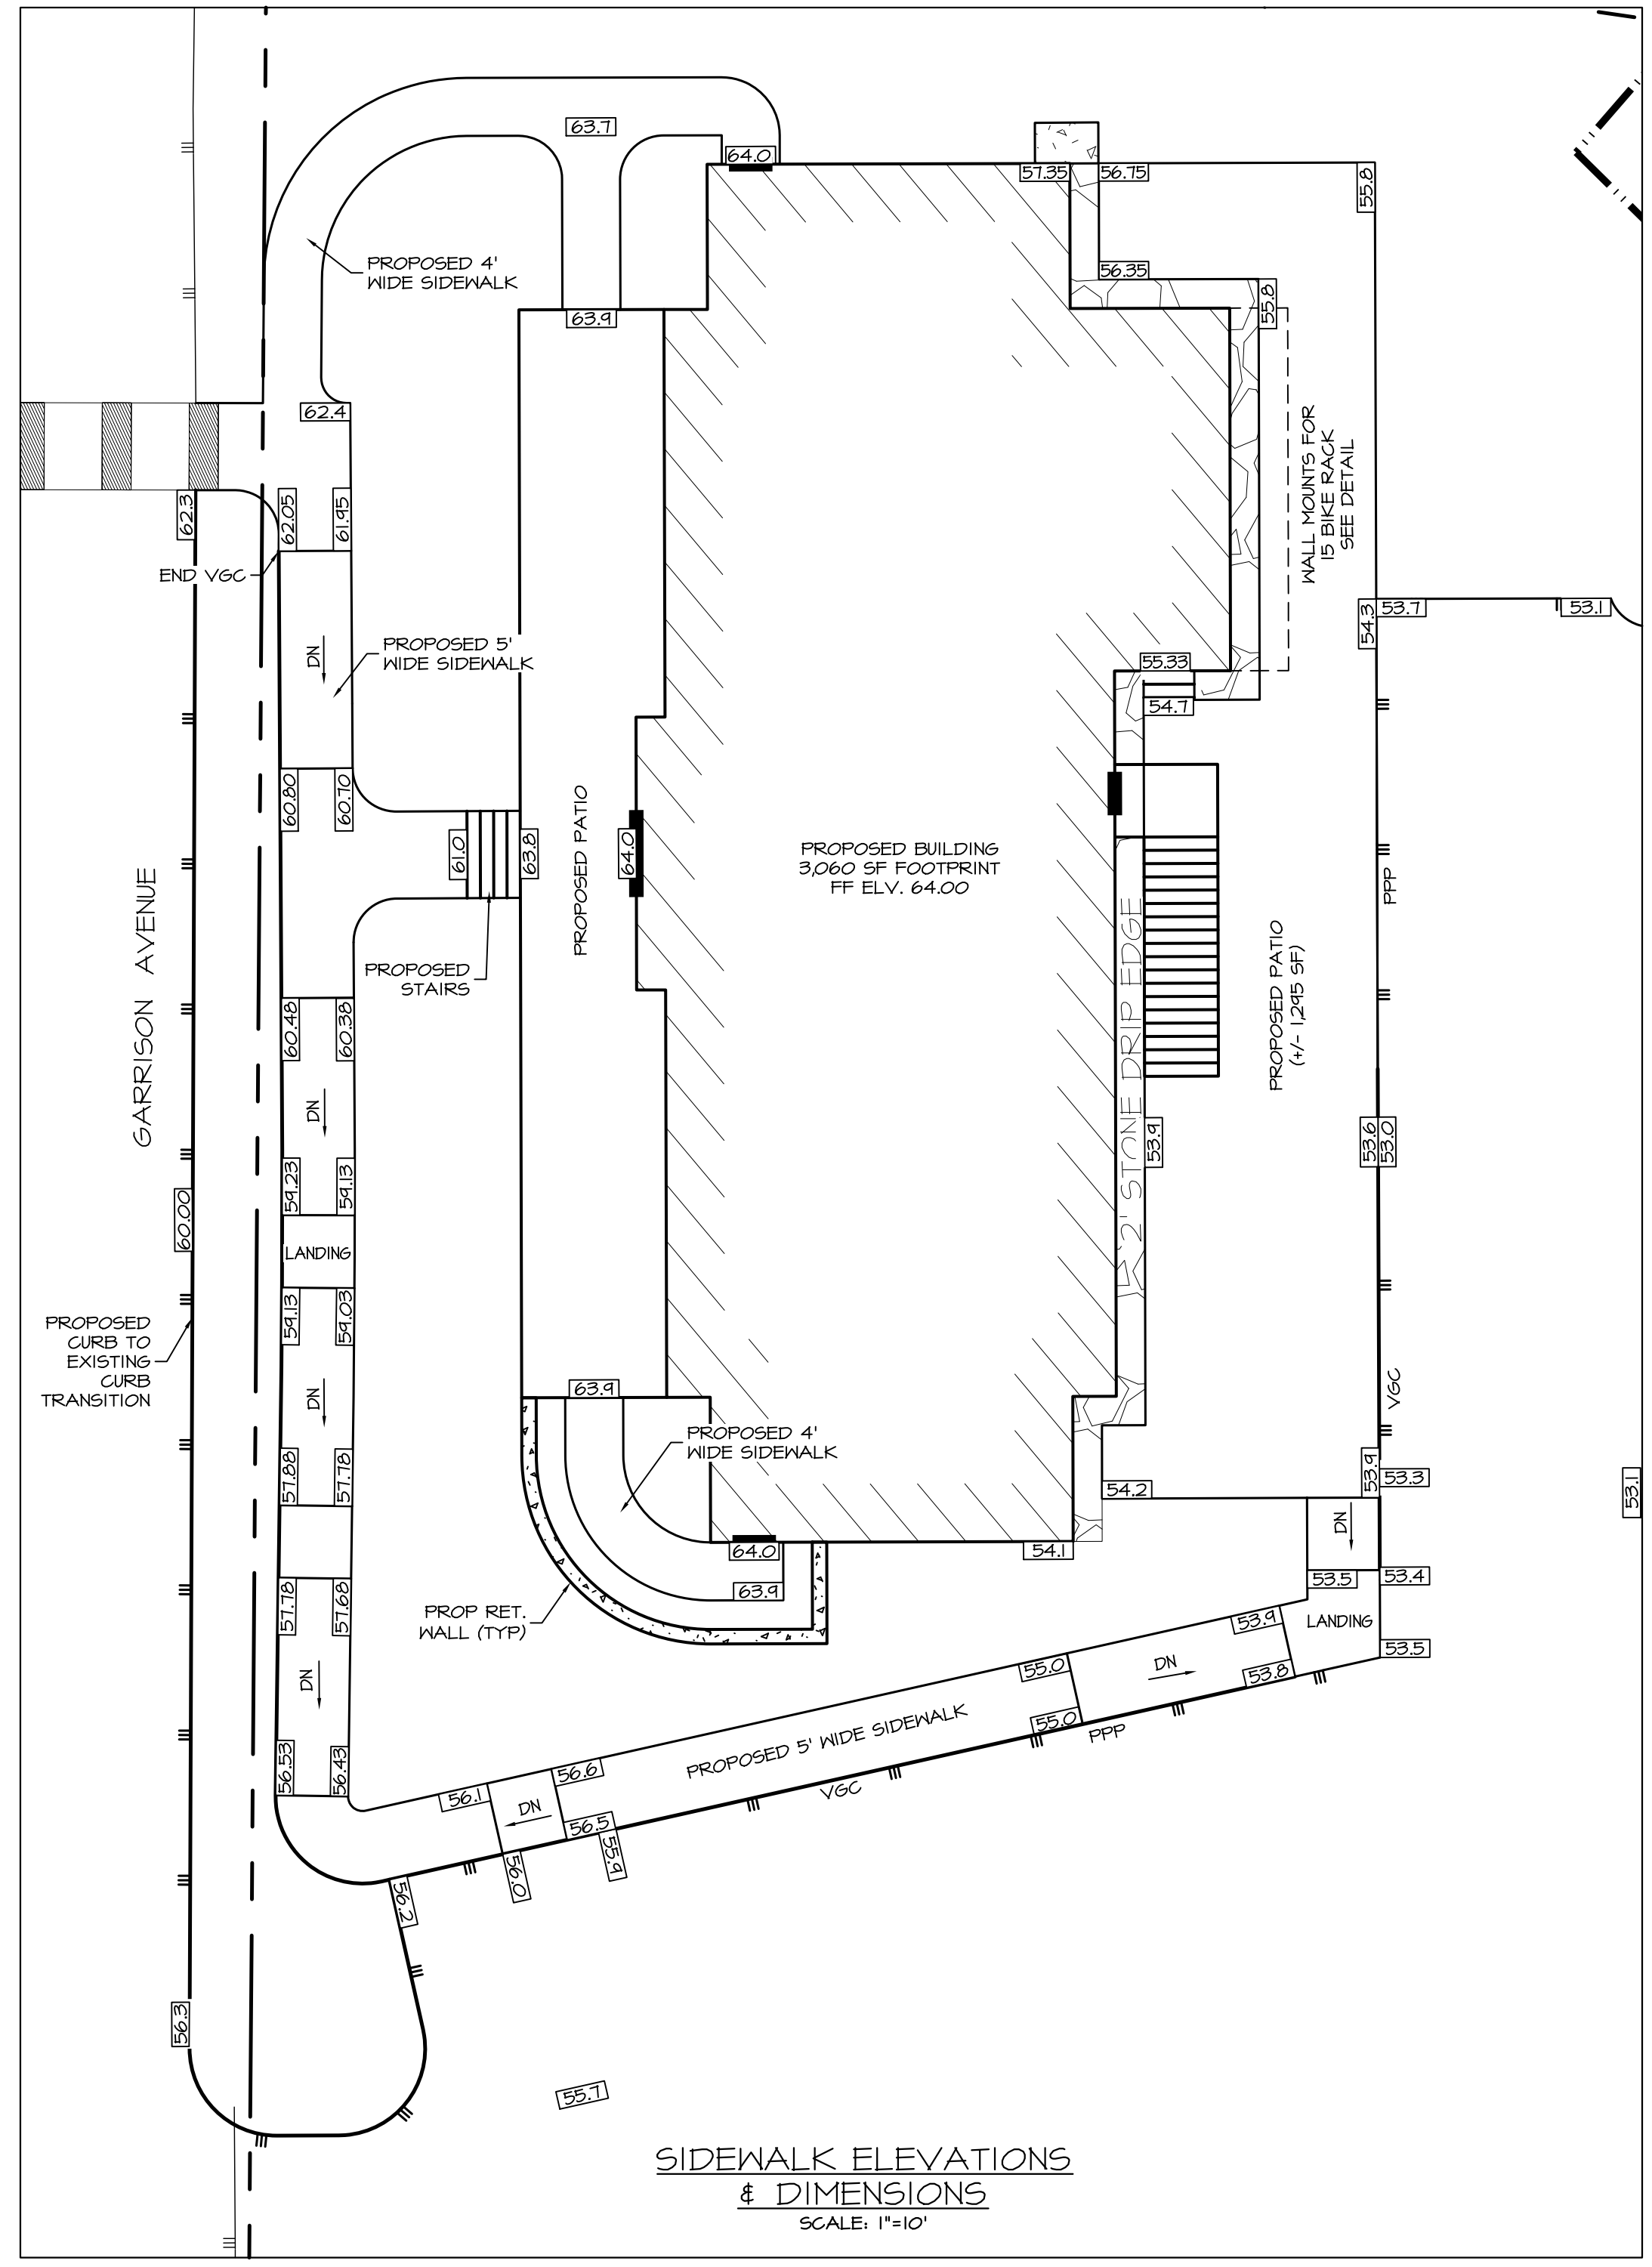 63.7
64.0
57.35
56.75
55.8
PROPOSED 4'
WIDE SIDEWALK
56.35
55.8
63.9
62.4
WALL MOUNTS FOR
15 BIKE RACK
SEE DETAIL
62.3
62.05
61.95
END VGC
53.7
53.1
54.3
DN
PROPOSED 5'
WIDE SIDEWALK
55.33
54.7
60.80
60.70
61.0
63.8
PROPOSED PATIO
64.0
PROPOSED BUILDING
3,060 SF FOOTPRINT
FF ELV. 64.00
PPP
GARRISON AVENUE
PROPOSED
STAIRS
2' STONE DRIP EDGE
PROPOSED PATIO
(+/- 1,295 SF)
60.48
60.38
DN
53.9
53.6
53.0
59.23
59.13
60.00
LANDING
59.13
59.03
PROPOSED
CURB TO
EXISTING
CURB
TRANSITION
DN
63.9
VGC
PROPOSED 4'
WIDE SIDEWALK
57.88
57.78
53.9
53.3
54.2
53.1
DN
64.0
54.1
53.5
53.4
57.78
57.68
63.9
PROP RET.
WALL (TYP)
53.9
LANDING
53.5
DN
55.0
DN
53.8
55.0
PPP
PROPOSED 5' WIDE SIDEWALK
56.53
56.43
56.6
56.1
DN
VGC
56.5
55.9
56.0
56.2
56.3
55.7
SIDEWALK ELEVATIONS
& DIMENSIONS
SCALE: 1"=10'